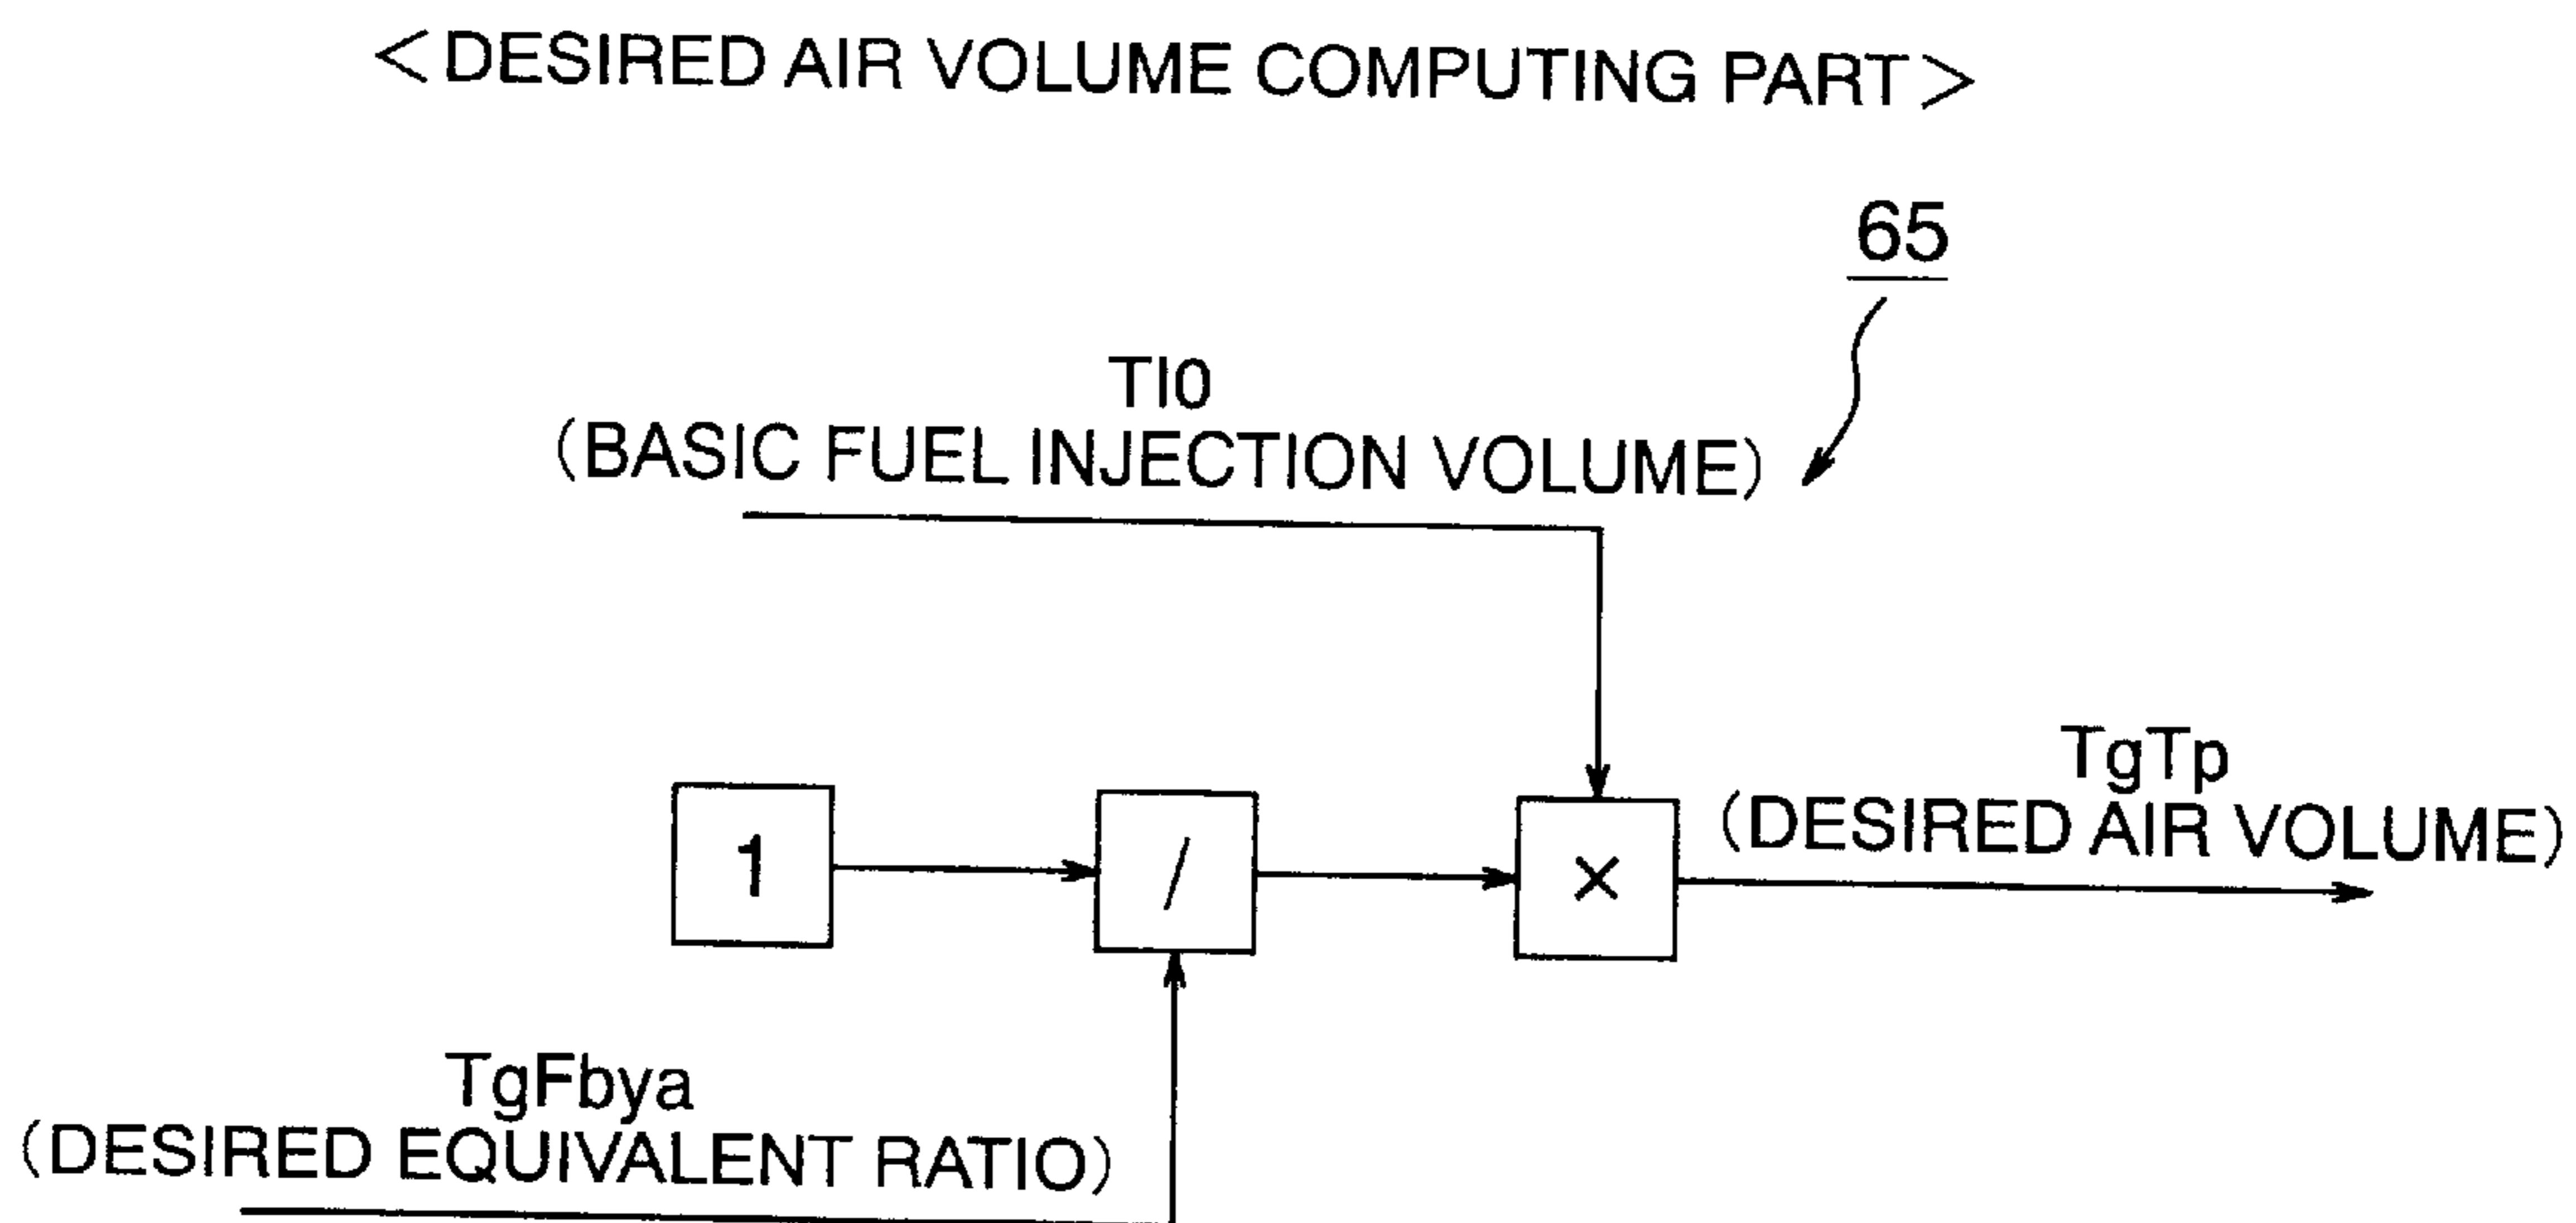 <DESIRED AIR VOLUME COMPUTING PART>
65
TI0
(BASIC FUEL INJECTION VOLUME)
1
/
×
TgTp
(DESIRED AIR VOLUME)
TgFbya
(DESIRED EQUIVALENT RATIO)